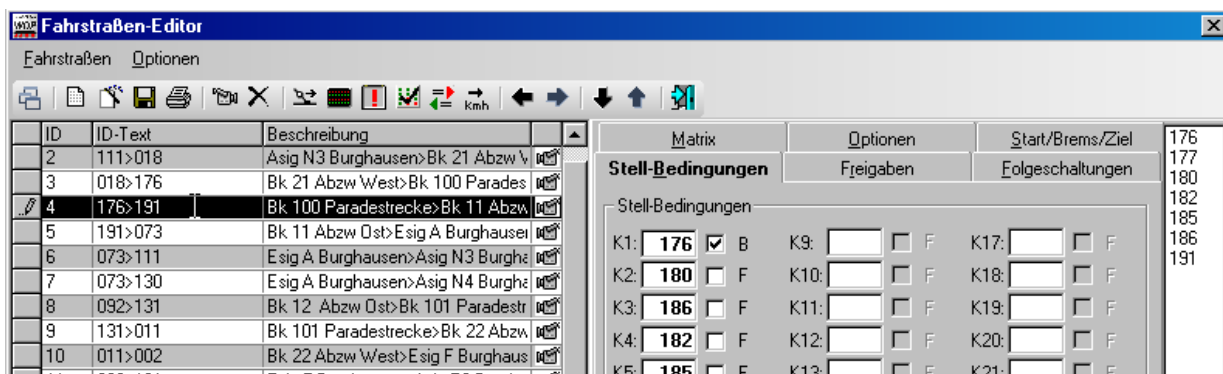 Fahrstraßen-Editor
Fahrstraßen Optionen
Kmh
ID ID-Text Beschreibung
2 111>018 Asig N3 Burghausen>Bk 21 Abzw
3 018>176 Bk 21 Abzw West>Bk 100 Parades
4 176>191 Bk 100 Paradestrecke>Bk 11 Abzw
5 191>073 Bk 11 Abzw Ost>Esig A Burghausen
6 073>111 Esig A Burghausen>Asig N3 Burgha
7 073>130 Esig A Burghausen>Asig N4 Burgha
8 092>131 Bk 12 Abzw Ost>Bk 101 Paradestr
9 131>011 Bk 101 Paradestrecke>Bk 22 Abzw
10 011>002 Bk 22 Abzw West>Esig F Burghaus
Matrix Optionen Start/Brems/Ziel
Stell-Bedingungen Freigaben Folgeschaltungen
Stell-Bedingungen
K1: 176 B K9: F K17: F
K2: 180 F K10: F K18: F
K3: 186 F K11: F K19: F
K4: 182 F K12: F K20: F
K5: 185 F K13: F K21: F
176
177
180
182
185
186
191